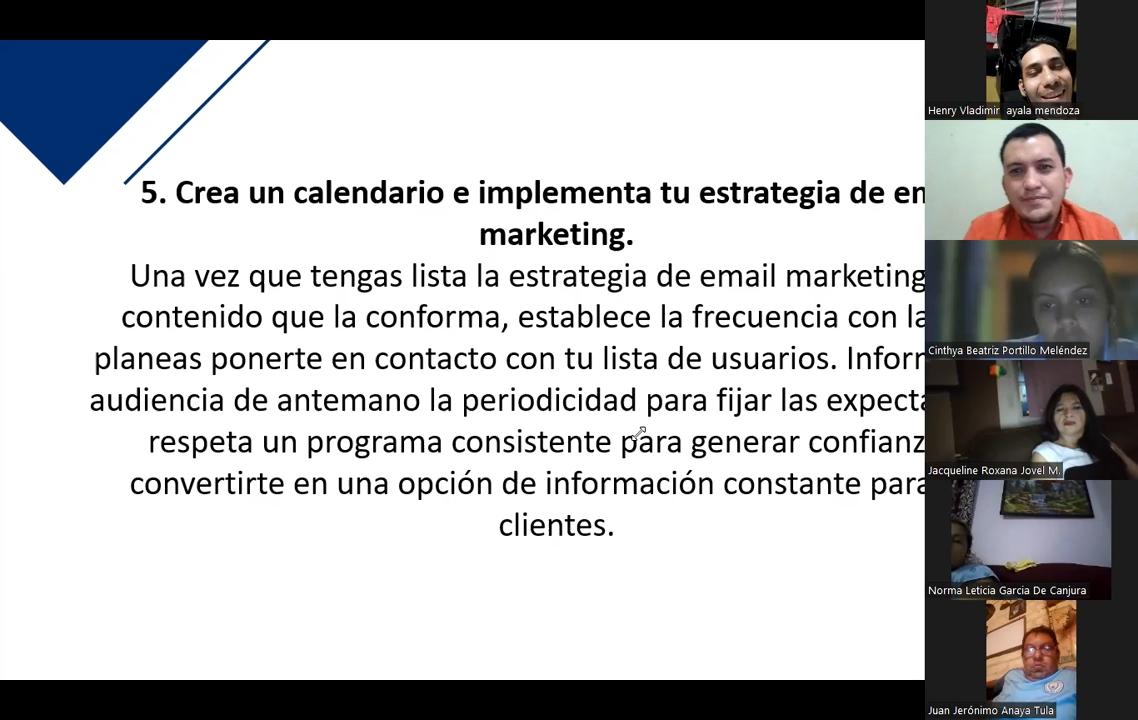 5. Crea un calendario e implementa tu estrategia de em
marketing.
Una vez que tengas lista la estrategia de email marketing
contenido que la conforma, establece la frecuencia con la
planeas ponerte en contacto con tu lista de usuarios. Inform
audiencia de antemano la periodicidad para fijar las expecta
respeta un programa consistente para generar confianz
convertirte en una opción de información constante para
clientes.
Henry Vladimir ayala mendoza
Cinthya Beatriz Portillo Meléndez
Jacqueline Roxana Jovel M.
Norma Leticia Garcia De Canjura
Juan Jerónimo Anaya Tula